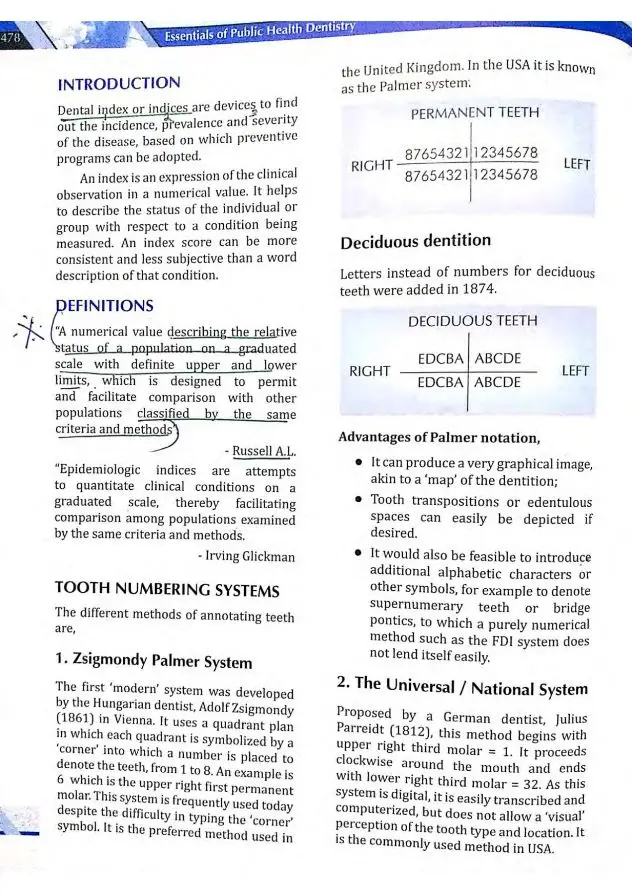 478
Essentials of Public Health Dentistry
INTRODUCTION
Dental index or indices are devices to find
out the incidence, prevalence and severity
of the disease, based on which preventive
programs can be adopted.
An index is an expression of the clinical
observation in a numerical value. It helps
to describe the status of the individual or
group with respect to a condition being
measured. An index score can be more
consistent and less subjective than a word
description of that condition.
DEFINITIONS
"A numerical value describing the relative
status of a population on a graduated
scale with definite upper and lower
limits, which is designed to permit
and facilitate comparison with other
populations classified by the same
criteria and methods"
- Russell A.L.
"Epidemiologic indices are attempts
to quantitate clinical conditions on a
graduated scale, thereby facilitating
comparison among populations examined
by the same criteria and methods.
- Irving Glickman
TOOTH NUMBERING SYSTEMS
The different methods of annotating teeth
are,
1. Zsigmondy Palmer System
The first 'modern' system was developed
by the Hungarian dentist, Adolf Zsigmondy
(1861) in Vienna. It uses a quadrant plan
in which each quadrant is symbolized by a
'corner' into which a number is placed to
denote the teeth, from 1 to 8. An example is
6 which is the upper right first permanent
molar. This system is frequently used today
despite the difficulty in typing the 'corner'
symbol. It is the preferred method used in
the United Kingdom. In the USA it is known
as the Palmer system.
PERMANENT TEETH
87654321 12345678
RIGHT LEFT
87654321 12345678
Deciduous dentition
Letters instead of numbers for deciduous
teeth were added in 1874.
DECIDUOUS TEETH
EDCBA ABCDE
RIGHT LEFT
EDCBA ABCDE
Advantages of Palmer notation,
• It can produce a very graphical image,
akin to a 'map' of the dentition;
• Tooth transpositions or edentulous
spaces can easily be depicted if
desired.
• It would also be feasible to introduce
additional alphabetic characters or
other symbols, for example to denote
supernumerary teeth or bridge
pontics, to which a purely numerical
method such as the FDI system does
not lend itself easily.
2. The Universal / National System
Proposed by a German dentist, Julius
Parreidt (1812), this method begins with
upper right third molar = 1. It proceeds
clockwise around the mouth and ends
with lower right third molar = 32. As this
system is digital, it is easily transcribed and
computerized, but does not allow a 'visual'
perception of the tooth type and location. It
is the commonly used method in USA.